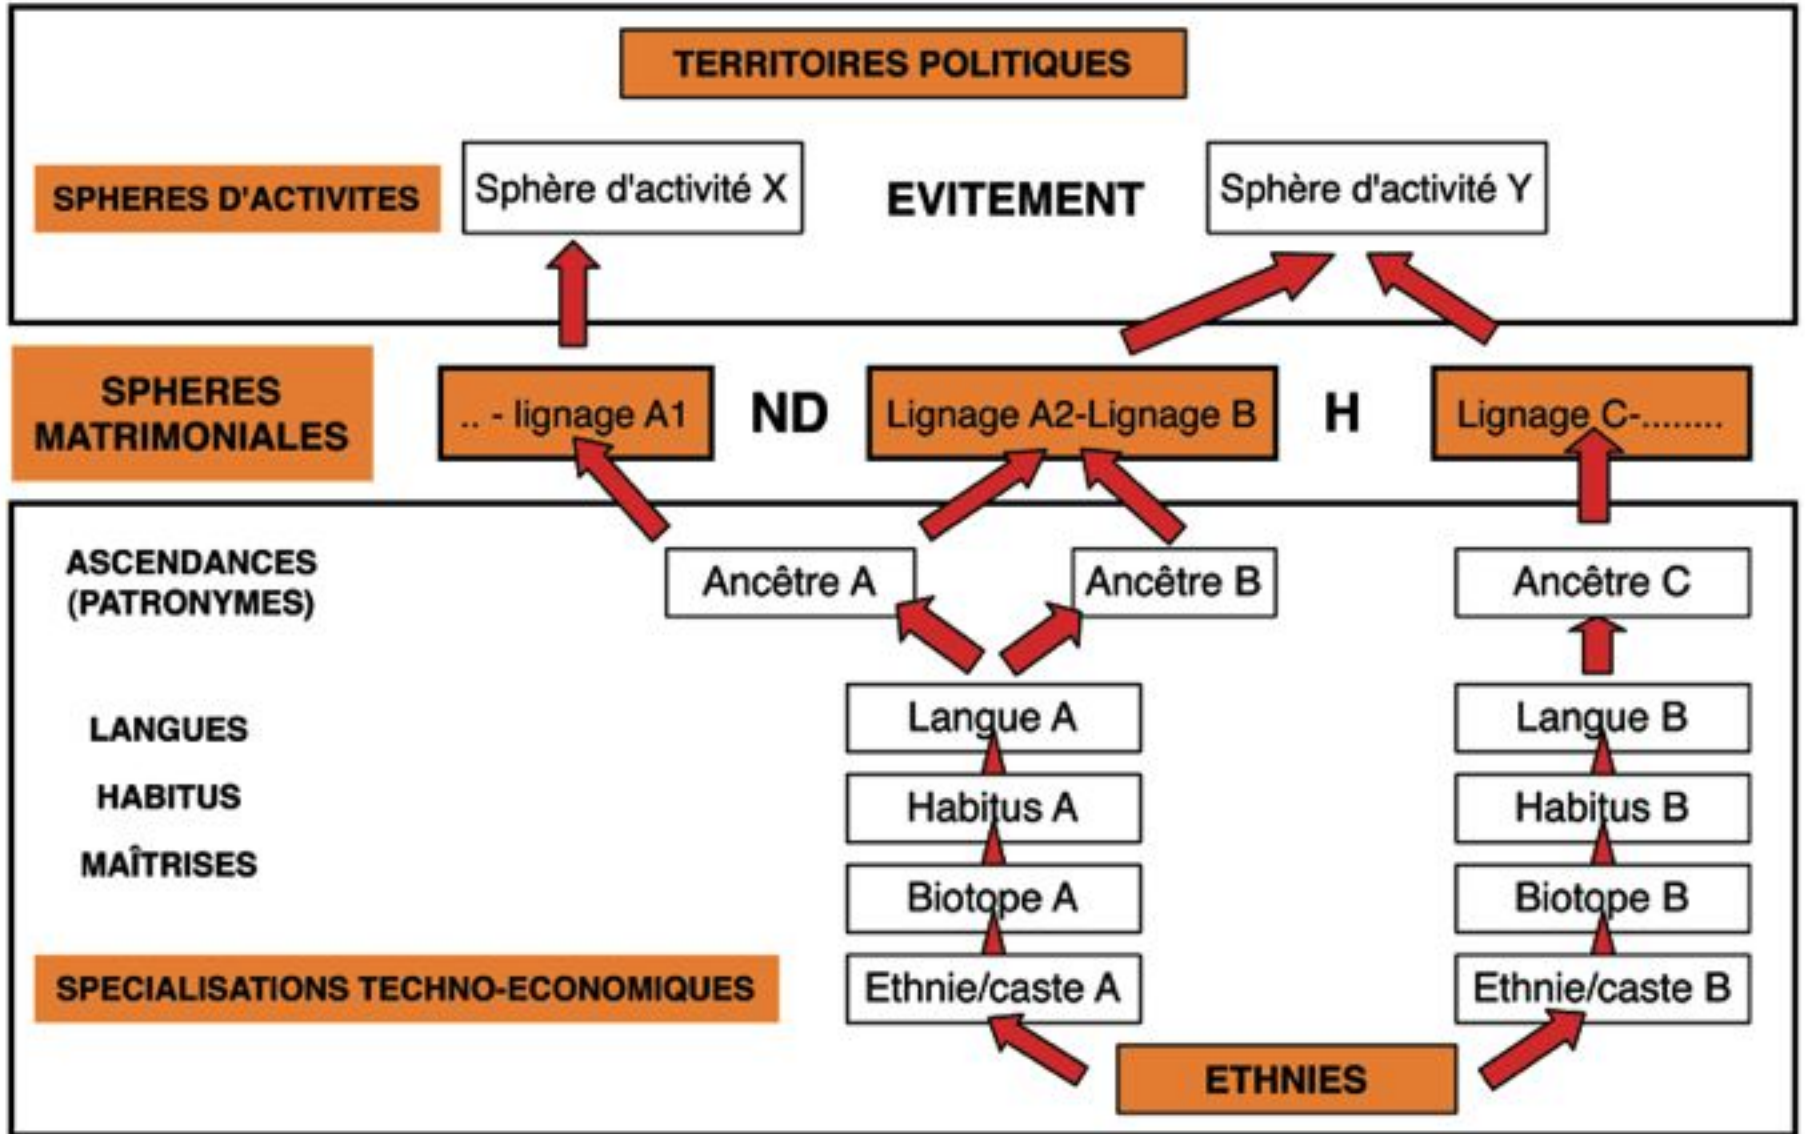 TERRITOIRES POLITIQUES
SPHERES D'ACTIVITES
Sphère d'activité X
EVITEMENT
Sphère d'activité Y
SPHERES
MATRIMONIALES
.. - lignage A1
ND
Lignage A2-Lignage B
H
Lignage C-........
ASCENDANCES
(PATRONYMES)
Ancêtre A
Ancêtre B
Ancêtre C
LANGUES
Langue A
Langue B
HABITUS
Habitus A
Habitus B
MAÎTRISES
Biotope A
Biotope B
SPECIALISATIONS TECHNO-ECONOMIQUES
Ethnie/caste A
Ethnie/caste B
ETHNIES